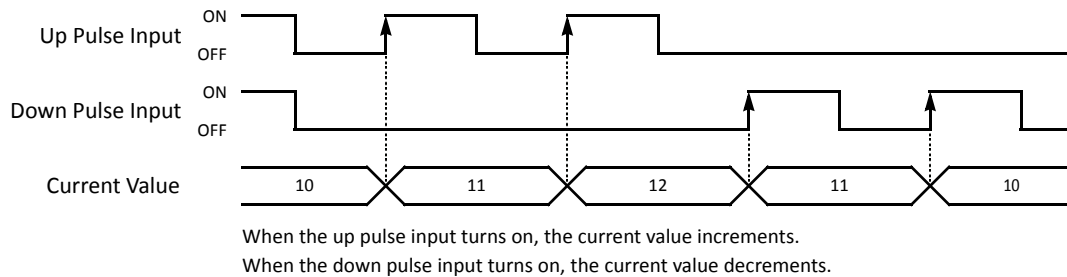 ON
Up Pulse Input
OFF
ON
Down Pulse Input
OFF
Current Value 10 11 12 11 10
When the up pulse input turns on, the current value increments.
When the down pulse input turns on, the current value decrements.